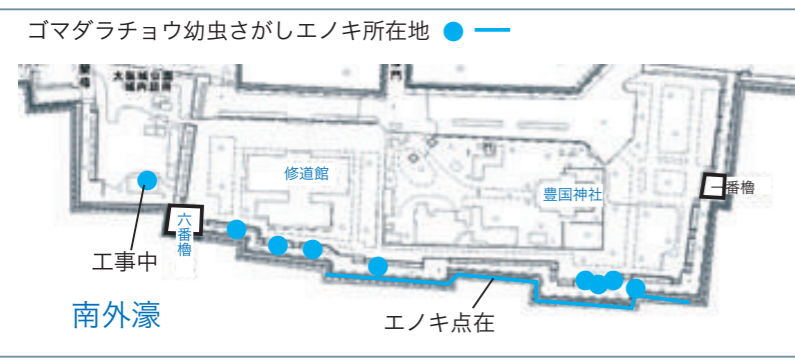 ゴマダラチョウ幼虫さがしエノキ所在地
修道館
豊国神社
一番櫓
六番櫓
工事中
南外濠
エノキ点在